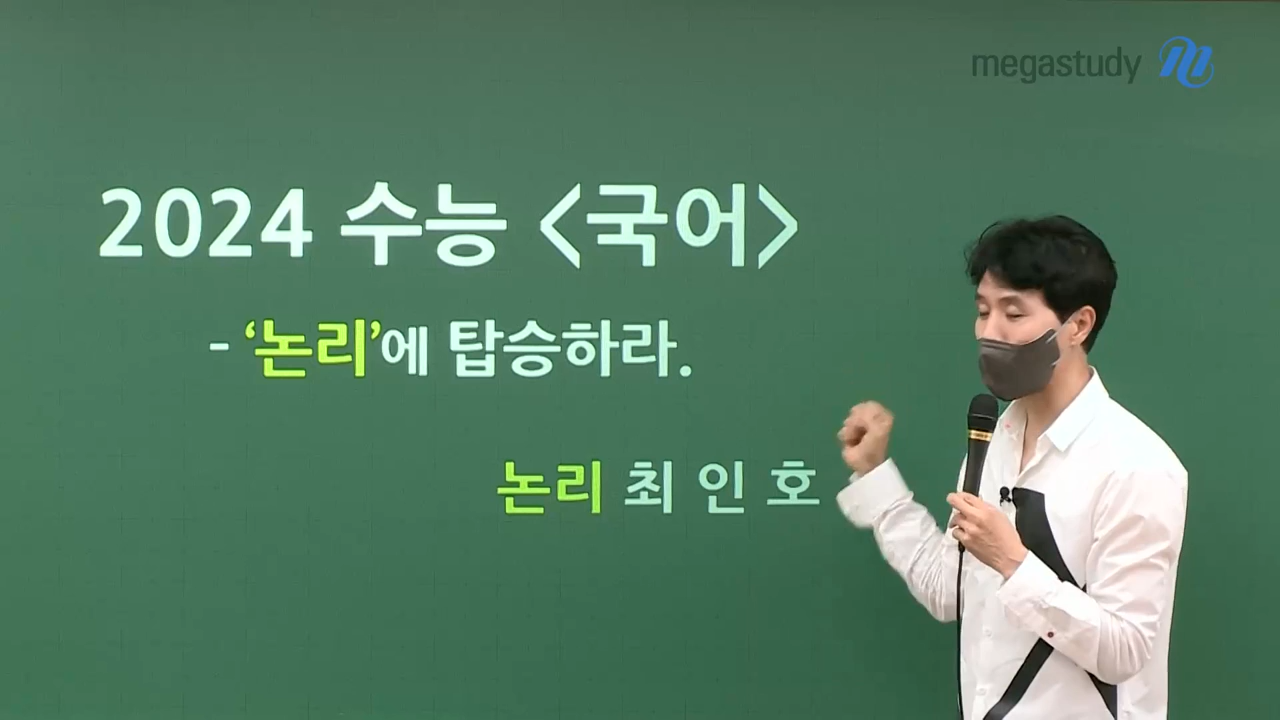 megastudy
2024 수능 <국어>
- ‘논리’에 탑승하라.
논리 최 인 호